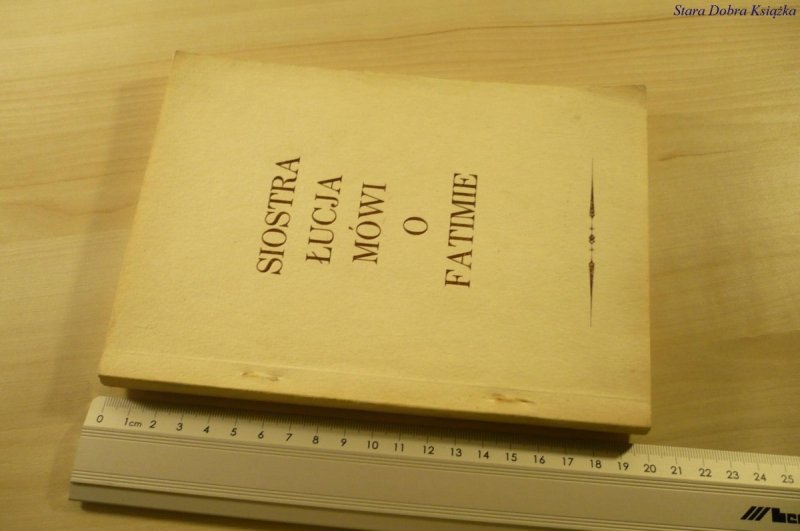 Stara Dobra Książka
SIOSTRA
ŁUCJA
MÓWI
O
FATIMIE
0 1cm 2 3 4 5 6 7 8 9 10 11 12 13 14 15 16 17 18 19 20 21 22 23 24 25